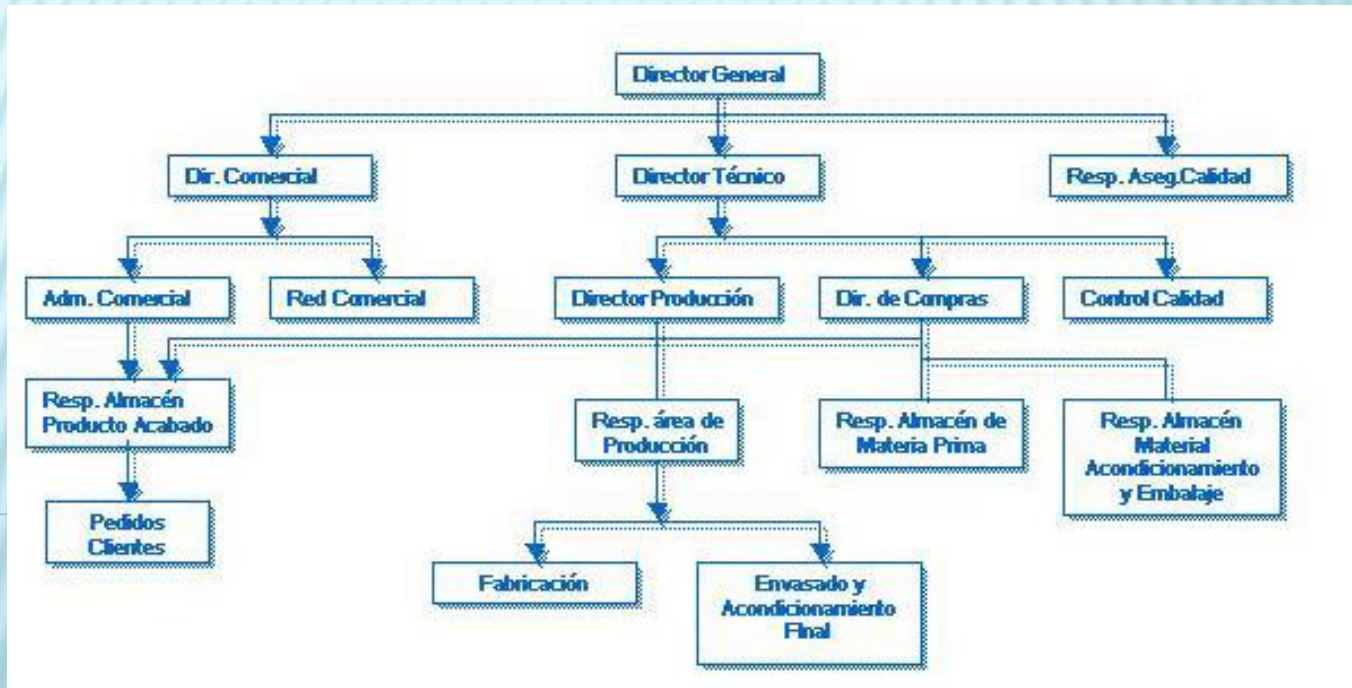 Director General
Dir. Comercial
Director Técnico
Resp. Aseg.Calidad
Adm. Comercial
Red Comercial
Director Producción
Dir. de Compras
Control Calidad
Resp. Almacén
Producto Acabado
Resp. área de
Producción
Resp. Almacén de
Materia Prima
Resp. Almacén
Material
Acondicionamiento
y Embalaje
Pedidos
Clientes
Fabricación
Envasado y
Acondicionamiento
Final